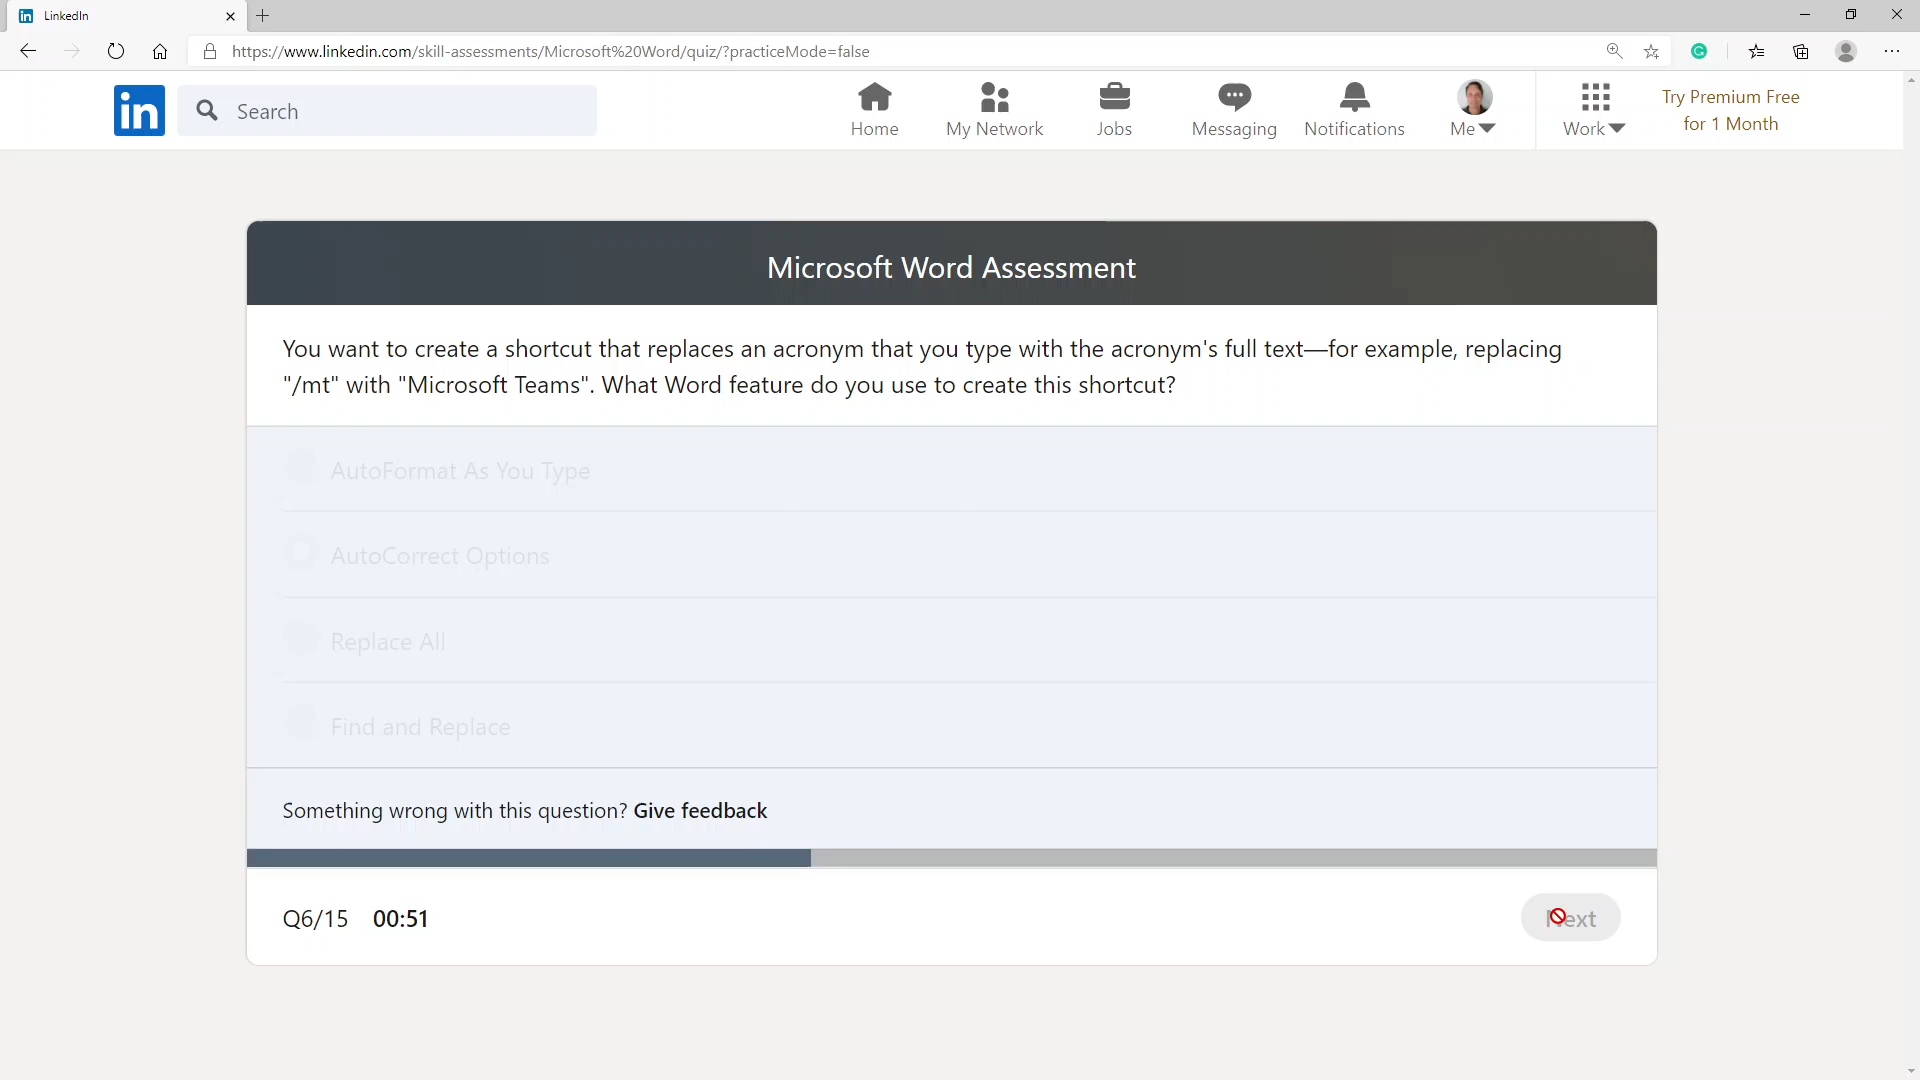 LinkedIn
https://www.linkedin.com/skill-assessments/Microsoft%20Word/quiz/?practiceMode=false
in
Search
Home
My Network
Jobs
Messaging
Notifications
Me
Work
Try Premium Free
for 1 Month
Microsoft Word Assessment
You want to create a shortcut that replaces an acronym that you type with the acronym's full text—for example, replacing
"/mt" with "Microsoft Teams". What Word feature do you use to create this shortcut?
AutoFormat As You Type
AutoCorrect Options
Replace All
Find and Replace
Something wrong with this question? Give feedback
Q6/15 00:51
Next